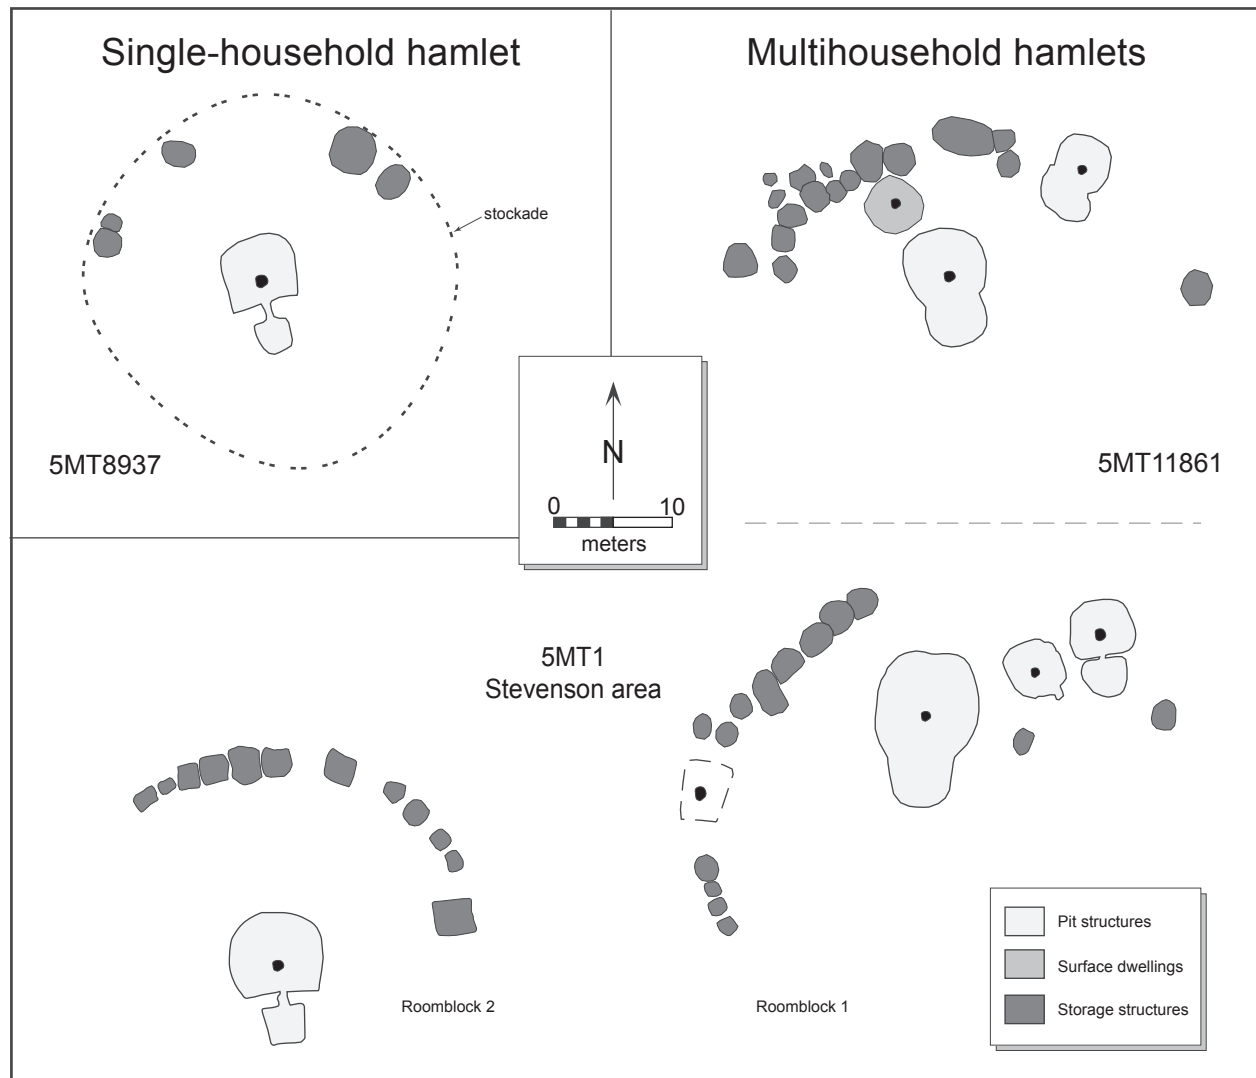 Single-household hamlet
Multihousehold hamlets
stockade
5MT8937
5MT11861
N
0 10
meters
5MT1
Stevenson area
Roomblock 2
Roomblock 1
Pit structures
Surface dwellings
Storage structures